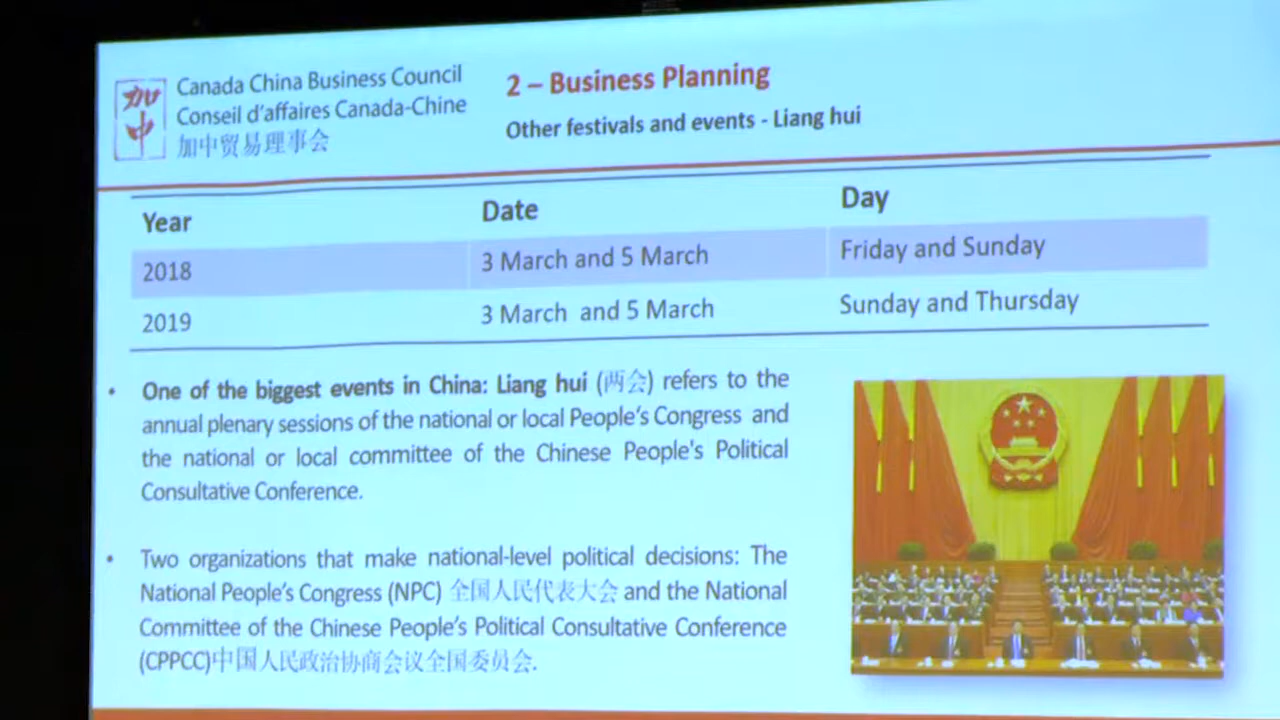 加
中
Canada China Business Council
Conseil d'affaires Canada-Chine
加中贸易理事会
2 – Business Planning
Other festivals and events - Liang hui
Year Date Day
2018 3 March and 5 March Friday and Sunday
2019 3 March and 5 March Sunday and Thursday
• One of the biggest events in China: Liang hui (两会) refers to the
annual plenary sessions of the national or local People's Congress and
the national or local committee of the Chinese People's Political
Consultative Conference.
• Two organizations that make national-level political decisions: The
National People's Congress (NPC) 全国人民代表大会 and the National
Committee of the Chinese People's Political Consultative Conference
(CPPCC)中国人民政治协商会议全国委员会.